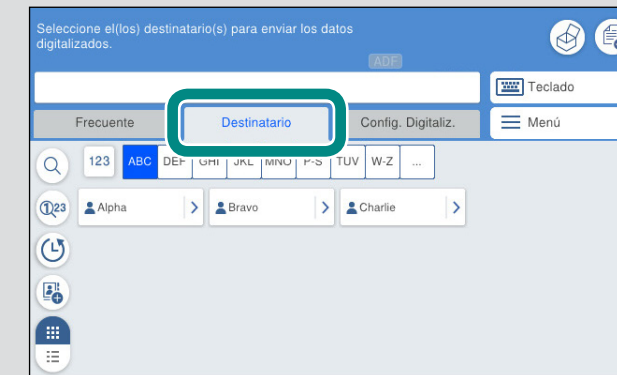 Seleccione el(los) destinatario(s) para enviar los datos
digitalizados.
ADF
Teclado
Frecuente Destinatario Config. Digitaliz. Menú
123 ABC DEF GHI JKL MNO P-S TUV W-Z ...
123 Alpha Bravo Charlie